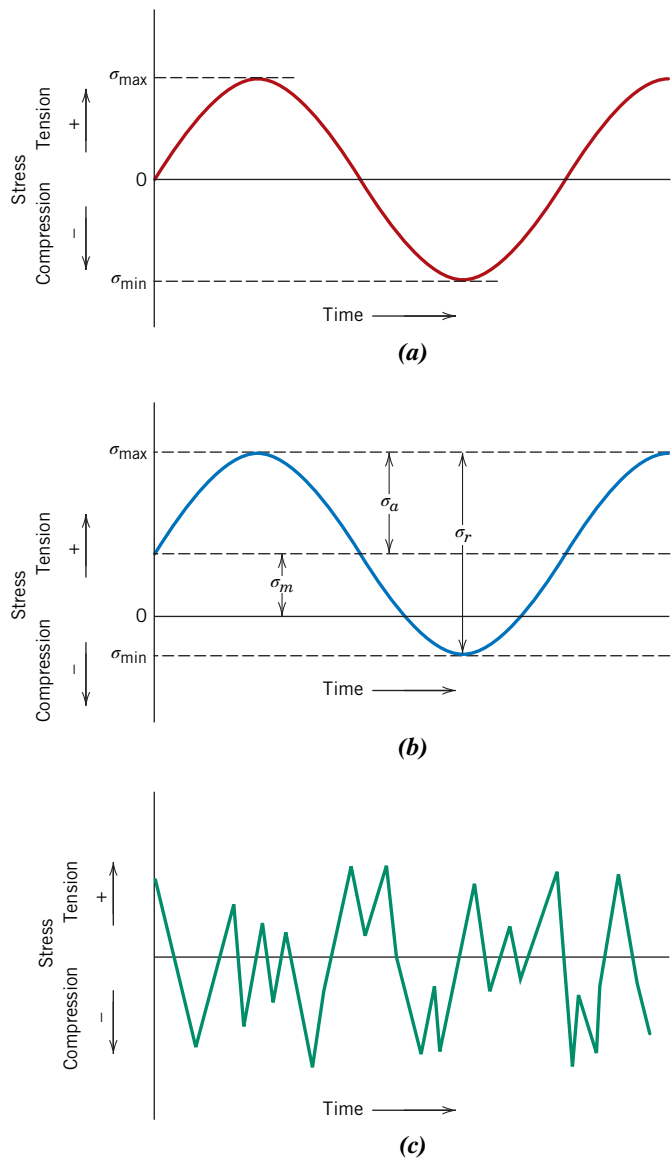 σmax
Tension
+
Stress
0
Compression
–
σmin
Time
(a)
σmax
σa
σr
Tension
+
σm
Stress
0
Compression
–
σmin
Time
(b)
Tension
+
Stress
Compression
–
Time
(c)